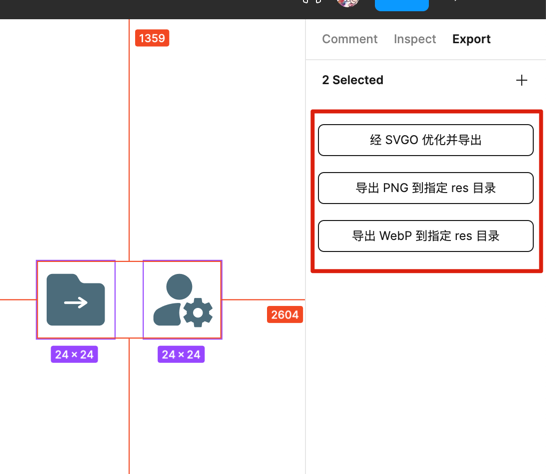 1359
Comment Inspect Export
2 Selected
经 SVGO 优化并导出
导出 PNG 到指定 res 目录
导出 WebP 到指定 res 目录
2604
24 × 24 24 × 24